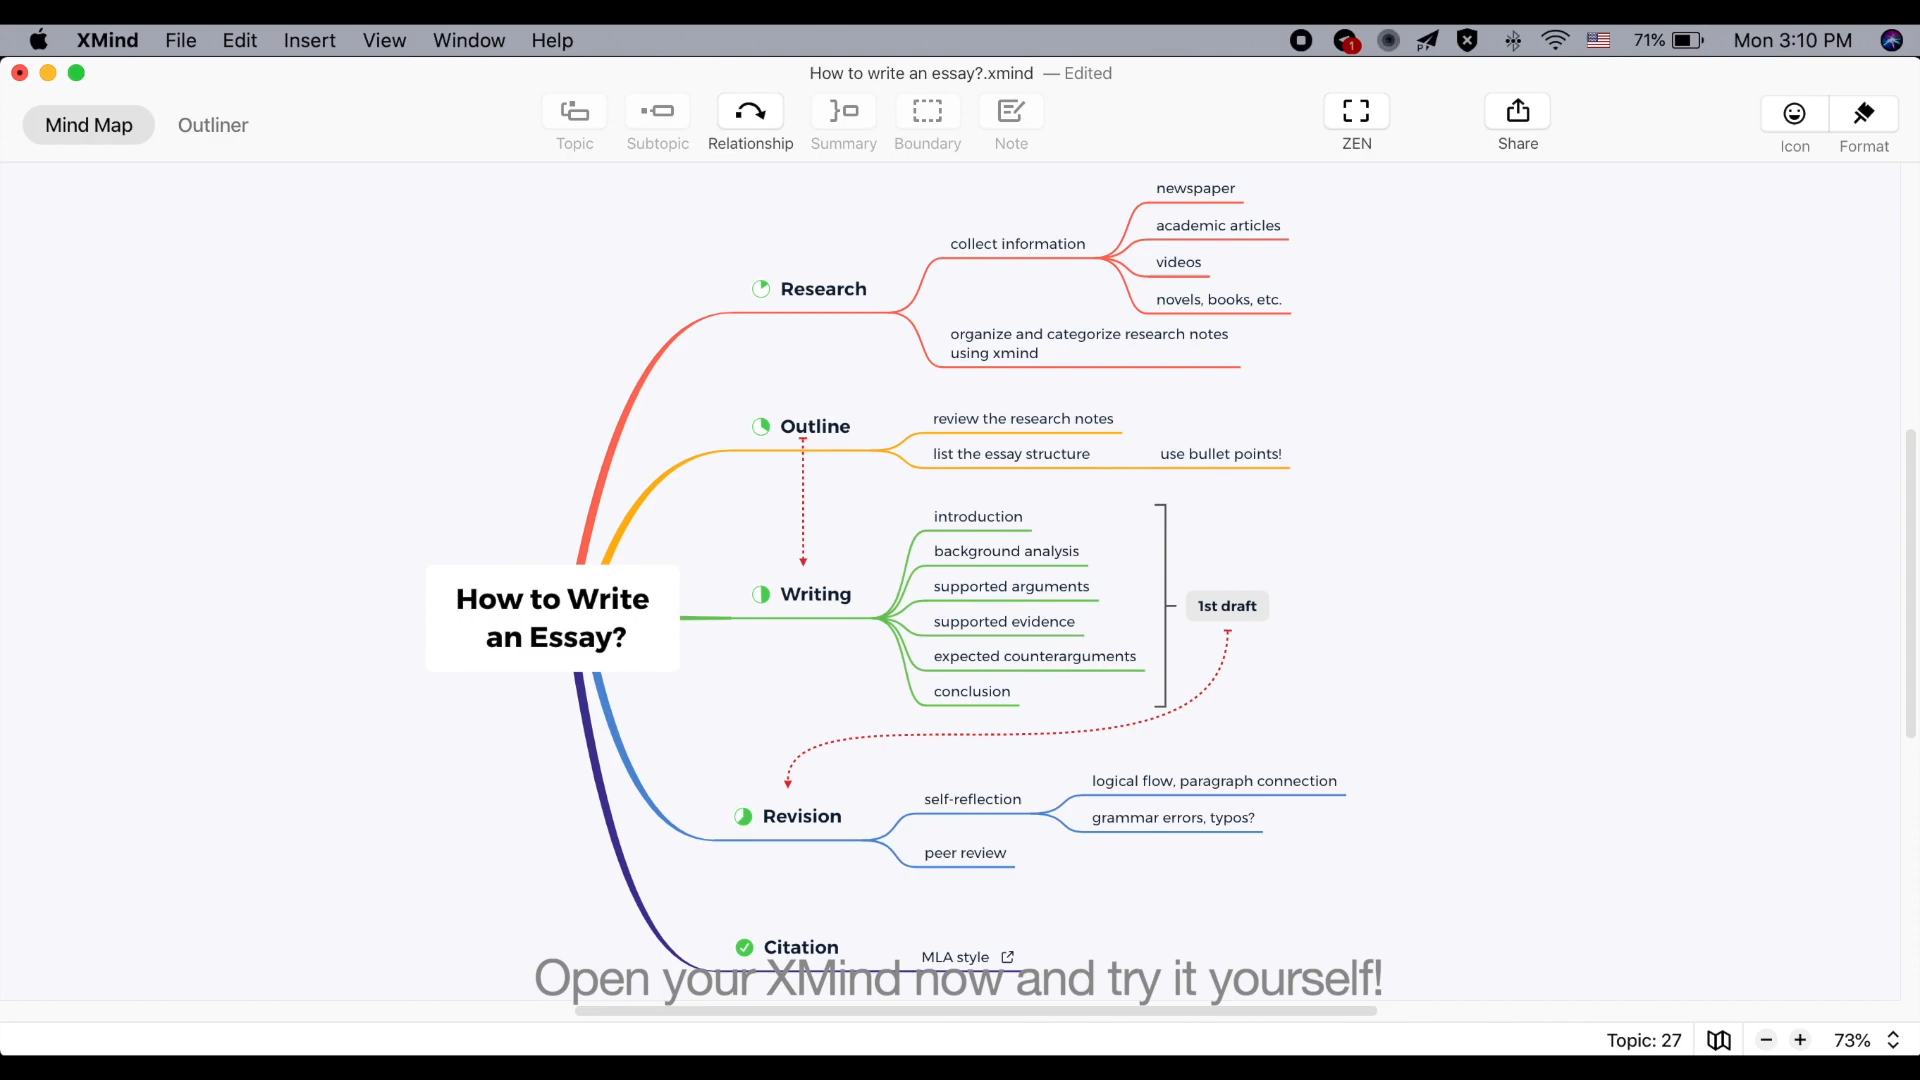 XMind File Edit Insert View Window Help
1 71% Mon 3:10 PM
How to write an essay?.xmind — Edited
Mind Map Outliner
Topic Subtopic Relationship Summary Boundary Note ZEN Share Icon Format
newspaper
academic articles
collect information
videos
Research
novels, books, etc.
organize and categorize research notes
using xmind
Outline
review the research notes
list the essay structure use bullet points!
introduction
background analysis
Writing
supported arguments
supported evidence
expected counterarguments
conclusion
1st draft
How to Write
an Essay?
Revision
self-reflection
logical flow, paragraph connection
grammar errors, typos?
peer review
Citation
MLA style
Open your XMind now and try it yourself!
Topic: 27 73%